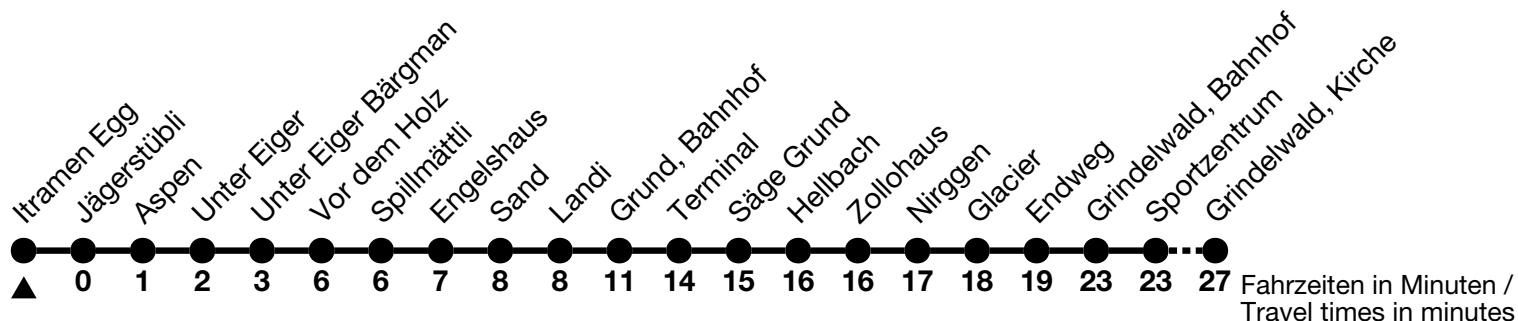 Itramen Egg
Jägerstübli
Aspen
Unter Eiger
Unter Eiger Bärgman
Vor dem Holz
Spillmättli
Engelshaus
Sand
Landi
Grund, Bahnhof
Terminal
Säge Grund
Hellbach
Zollohaus
Nirggen
Glacier
Endweg
Grindelwald, Bahnhof
Sportzentrum
Grindelwald, Kirche
0 1 2 3 6 6 7 8 8 11 14 15 16 16 17 18 19 23 23 27
Fahrzeiten in Minuten /
Travel times in minutes